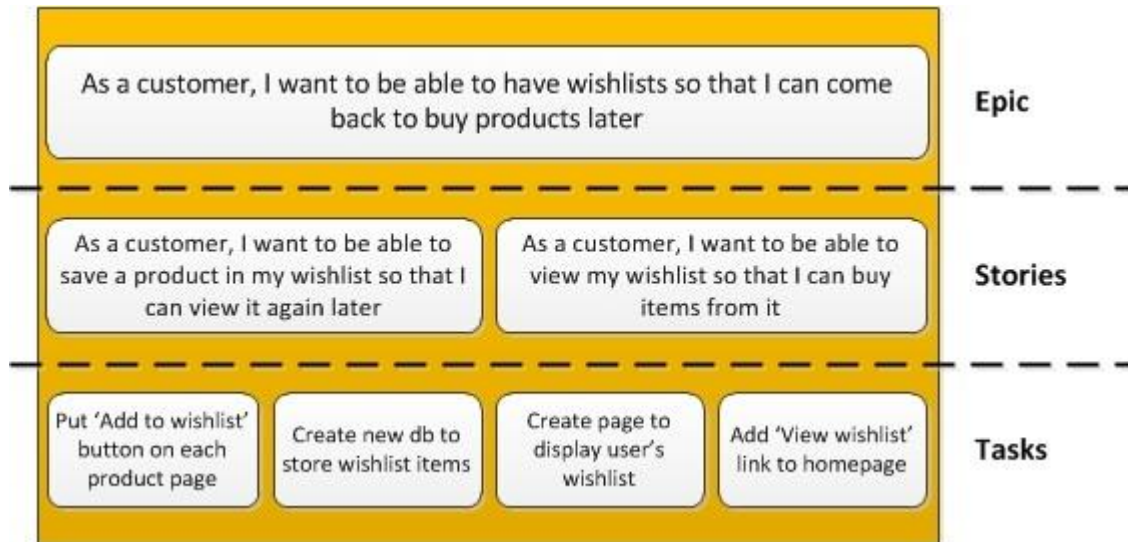 As a customer, I want to be able to have wishlists so that I can come
back to buy products later
Epic
As a customer, I want to be able to
save a product in my wishlist so that I
can view it again later
As a customer, I want to be able to
view my wishlist so that I can buy
items from it
Stories
Put ‘Add to wishlist’
button on each
product page
Create new db to
store wishlist items
Create page to
display user’s
wishlist
Add ‘View wishlist’
link to homepage
Tasks